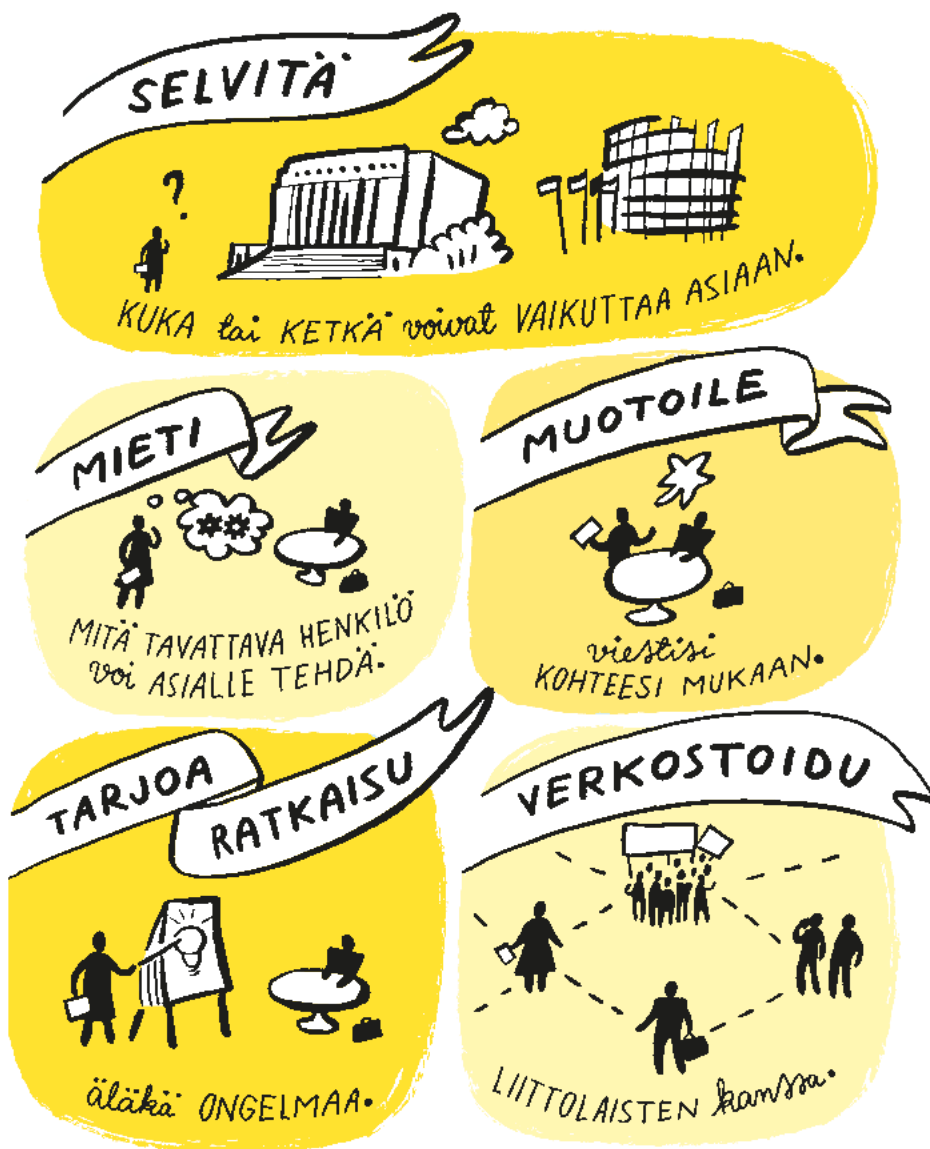 SELVITÄ
?
KUKA tai KETKÄ voivat VAIKUTTAA ASIAAN.
MIETI
MITÄ TAVATTAVA HENKILÖ
voi ASIALLE TEHDÄ.
MUOTOILE
viestisi
KOHTEESI MUKAAN.
TARJOA
RATKAISU
äläkä ONGELMAA.
VERKOSTOIDU
LIITTOLAISTEN kanssa.